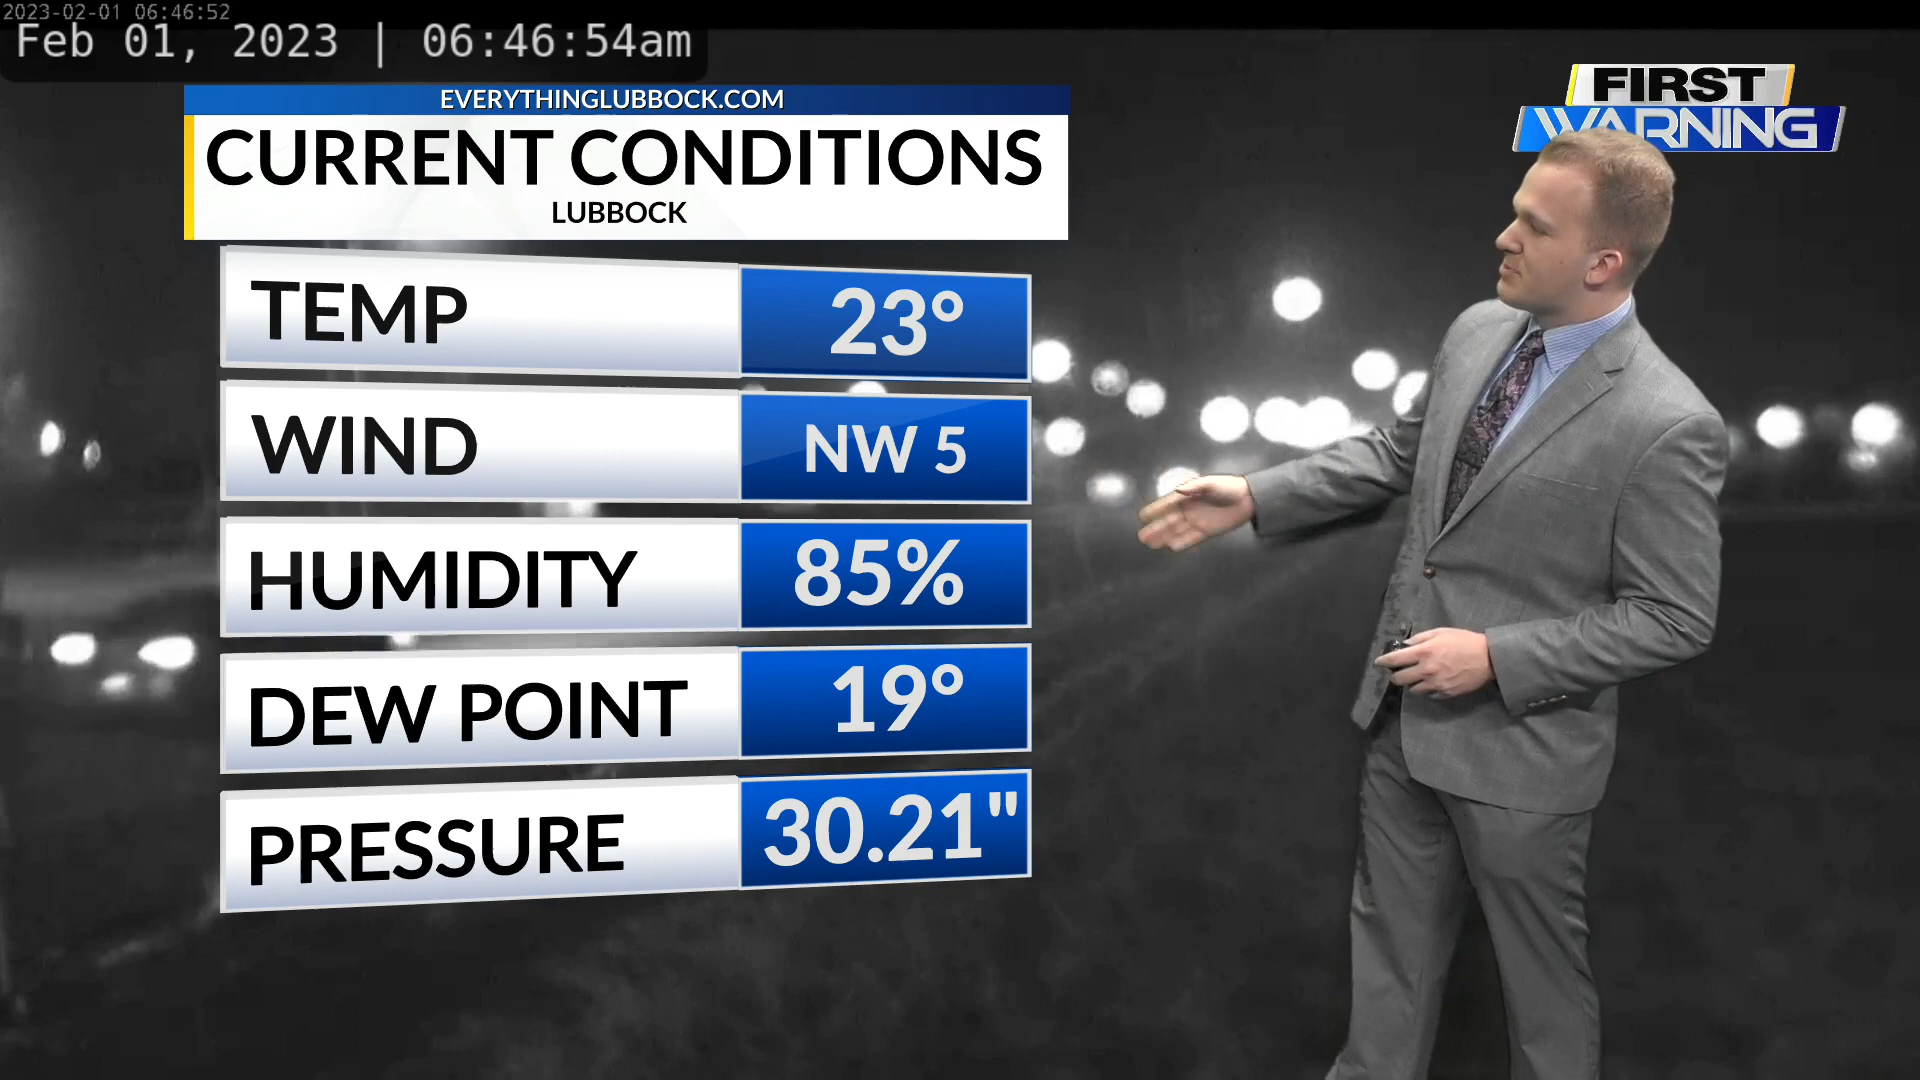 2023-02-01 06:46:52
Feb 01, 2023 | 06:46:54am
EVERYTHINGLUBBOCK.COM
CURRENT CONDITIONS
LUBBOCK
FIRST
WARNING
TEMP 23°
WIND NW 5
HUMIDITY 85%
DEW POINT 19°
PRESSURE 30.21"